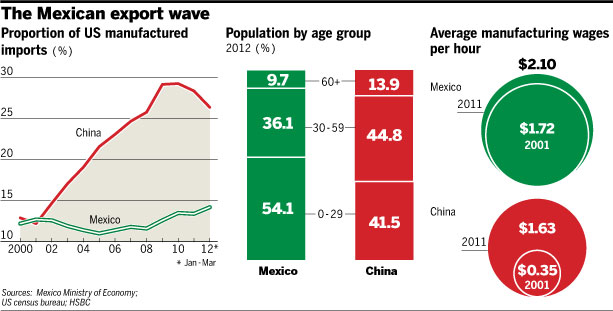 The Mexican export wave
Proportion of US manufactured
imports (%)
30
25
20
15
10
China
Mexico
2000 02 04 06 08 10 12*
* Jan-Mar
Population by age group
2012 (%)
9.7
60+
13.9
36.1
30-59
44.8
54.1
0-29
41.5
Mexico
China
Average manufacturing wages
per hour
$2.10
Mexico
2011
$1.72
2001
China
2011
$1.63
$0.35
2001
Sources: Mexico Ministry of Economy;
US census bureau; HSBC